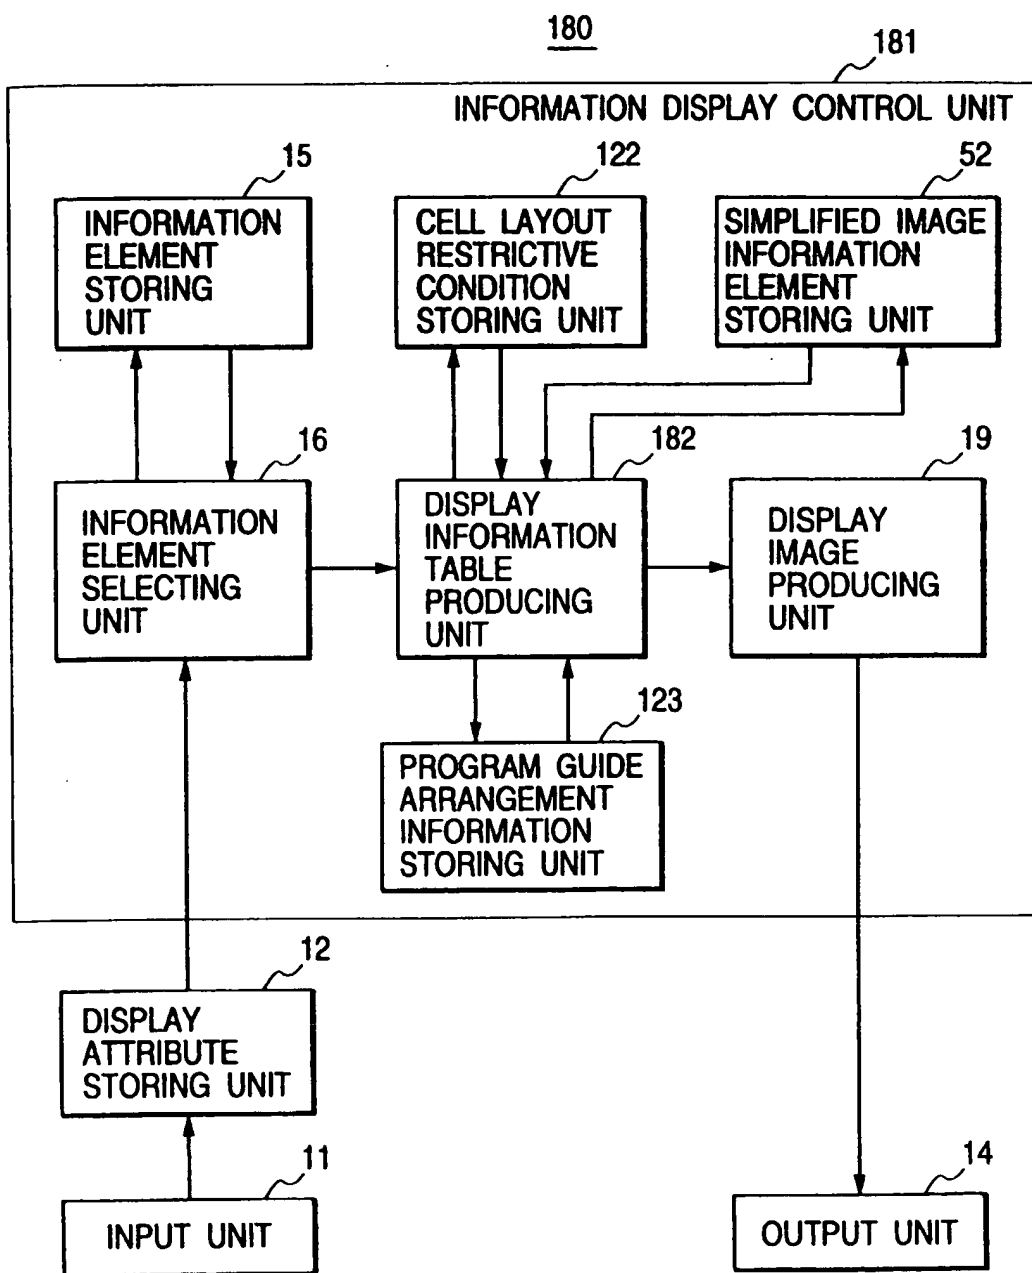 180
181
INFORMATION DISPLAY CONTROL UNIT
15
122
52
INFORMATION
ELEMENT
STORING
UNIT
CELL LAYOUT
RESTRICTIVE
CONDITION
STORING UNIT
SIMPLIFIED IMAGE
INFORMATION
ELEMENT
STORING UNIT
16
182
19
INFORMATION
ELEMENT
SELECTING
UNIT
DISPLAY
INFORMATION
TABLE
PRODUCING
UNIT
DISPLAY
IMAGE
PRODUCING
UNIT
123
PROGRAM GUIDE
ARRANGEMENT
INFORMATION
STORING UNIT
12
DISPLAY
ATTRIBUTE
STORING UNIT
11
INPUT UNIT
14
OUTPUT UNIT